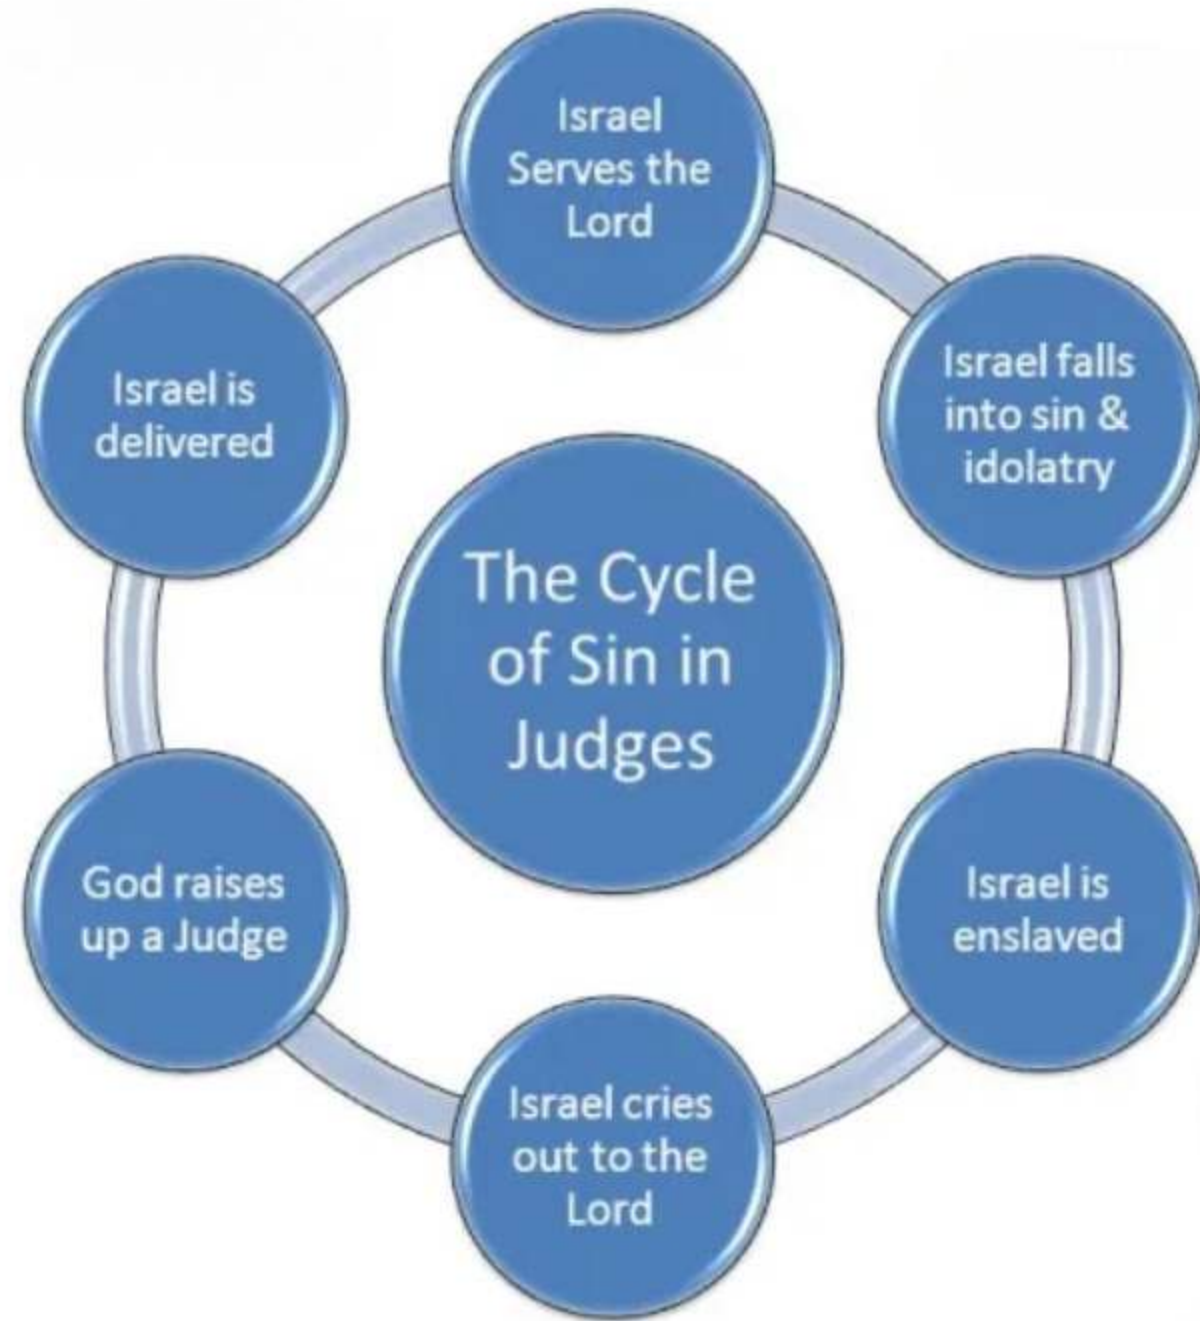 Israel
Serves the
Lord
Israel falls
into sin &
idolatry
Israel is
enslaved
Israel cries
out to the
Lord
God raises
up a Judge
Israel is
delivered
The Cycle
of Sin in
Judges